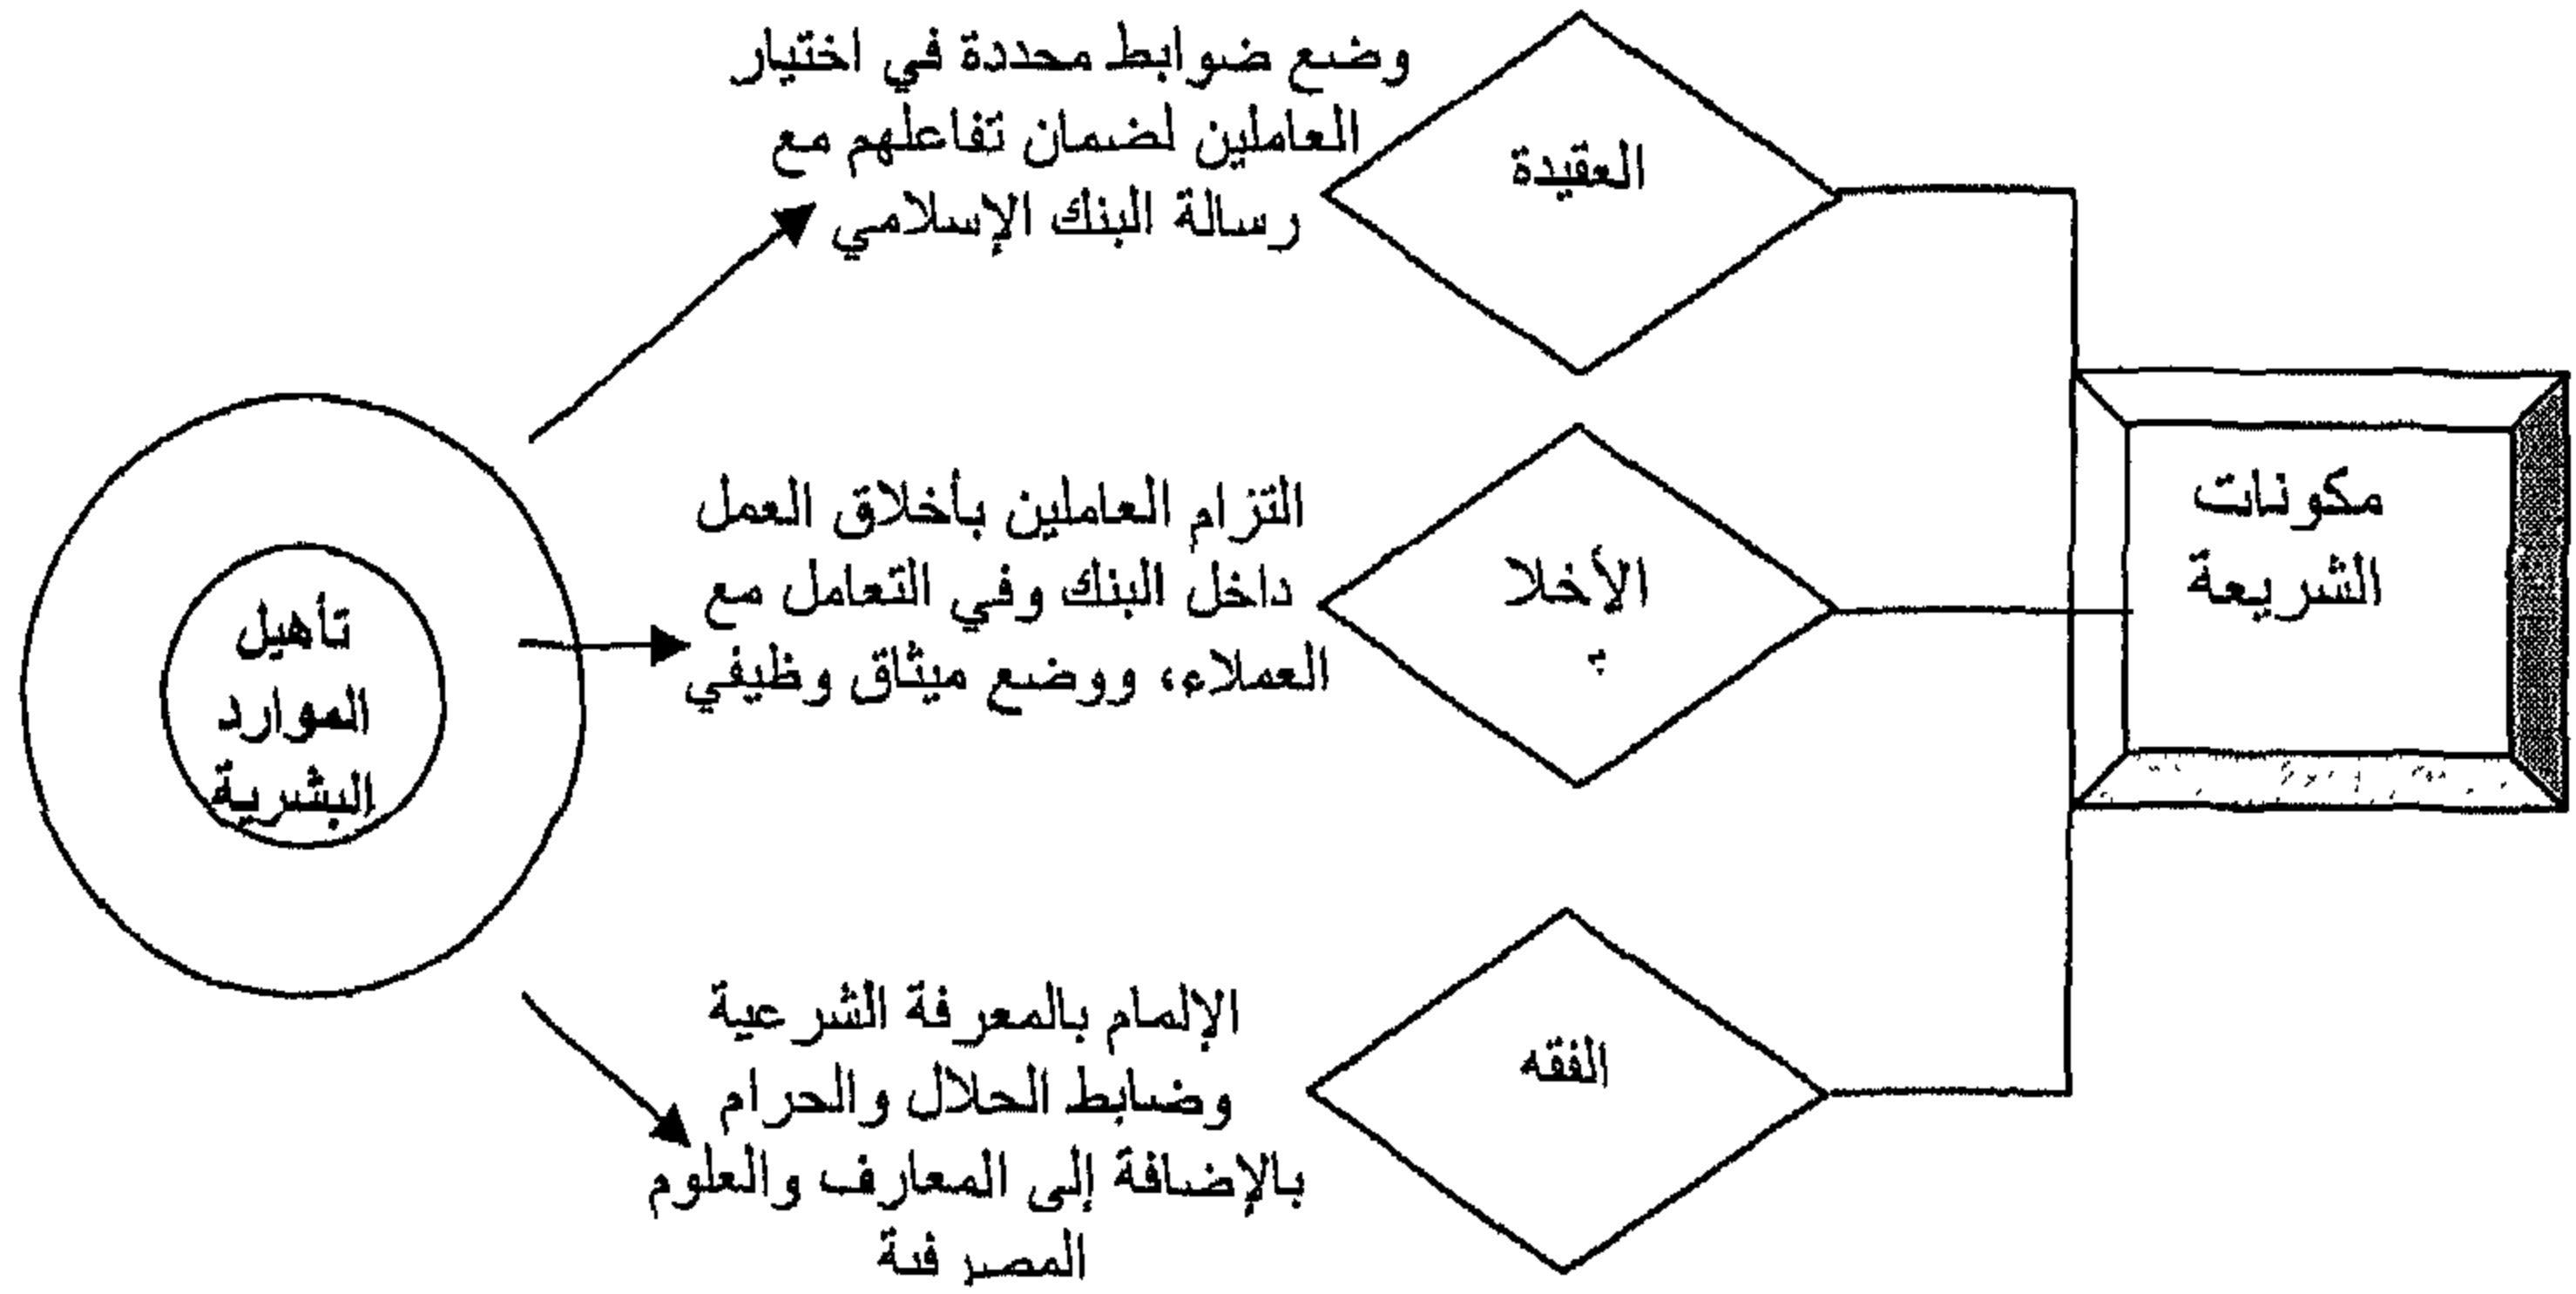 مكونات
الشريعة
العقيدة
وضع ضوابط محددة في اختيار
العاملين لضمان تفاعلهم مع
رسالة البنك الإسلامي
الأخلا
التزام العاملين بأخلاق العمل
داخل البنك وفي التعامل مع
العملاء، ووضع ميثاق وظيفي
الفقه
الإلمام بالمعرفة الشرعية
وضابط الحلال والحرام
بالإضافة إلى المعارف والعلوم
المصرفية
تأهيل
الموارد
البشرية